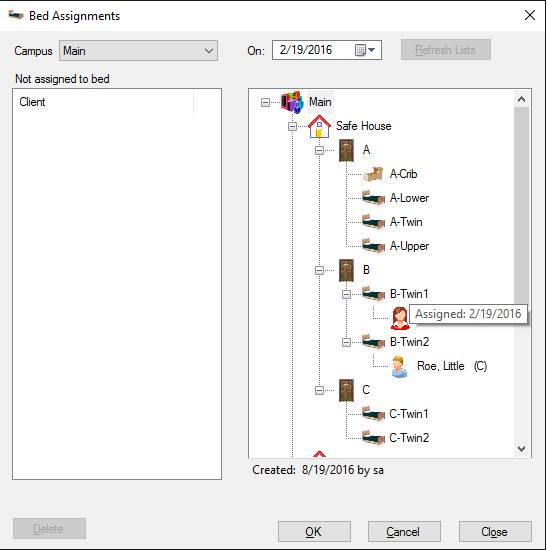 Bed Assignments
Campus Main On: 2/19/2016 Refresh Lists
Not assigned to bed
Client
Main
Safe House
A
A-Crib
A-Lower
A-Twin
A-Upper
B
B-Twin1
Assigned: 2/19/2016
B-Twin2
Roe, Little (C)
C
C-Twin1
C-Twin2
Created: 8/19/2016 by sa
Delete OK Cancel Close